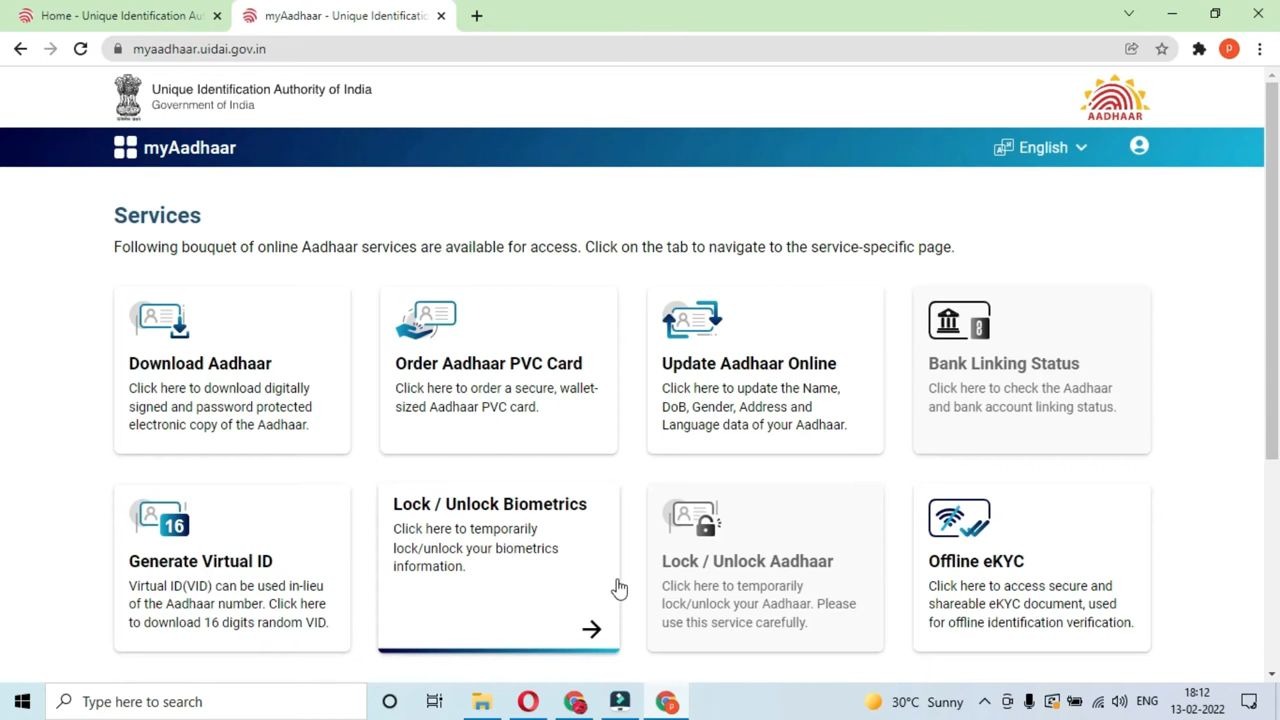 Home - Unique Identification Au
myAadhaar - Unique Identificatio
myaadhaar.uidai.gov.in
P
Unique Identification Authority of India
Government of India
AADHAAR
myAadhaar
English
Services
Following bouquet of online Aadhaar services are available for access. Click on the tab to navigate to the service-specific page.
Download Aadhaar
Click here to download digitally
signed and password protected
electronic copy of the Aadhaar.
Order Aadhaar PVC Card
Click here to order a secure, wallet-
sized Aadhaar PVC card.
Update Aadhaar Online
Click here to update the Name,
DoB, Gender, Address and
Language data of your Aadhaar.
8
Bank Linking Status
Click here to check the Aadhaar
and bank account linking status.
16
Generate Virtual ID
Virtual ID(VID) can be used in-lieu
of the Aadhaar number. Click here
to download 16 digits random VID.
Lock / Unlock Biometrics
Click here to temporarily
lock/unlock your biometrics
information.
Lock / Unlock Aadhaar
Click here to temporarily
lock/unlock your Aadhaar. Please
use this service carefully.
Offline eKYC
Click here to access secure and
shareable eKYC document, used
for offline identification verification.
Type here to search
30°C Sunny
ENG
18:12
13-02-2022